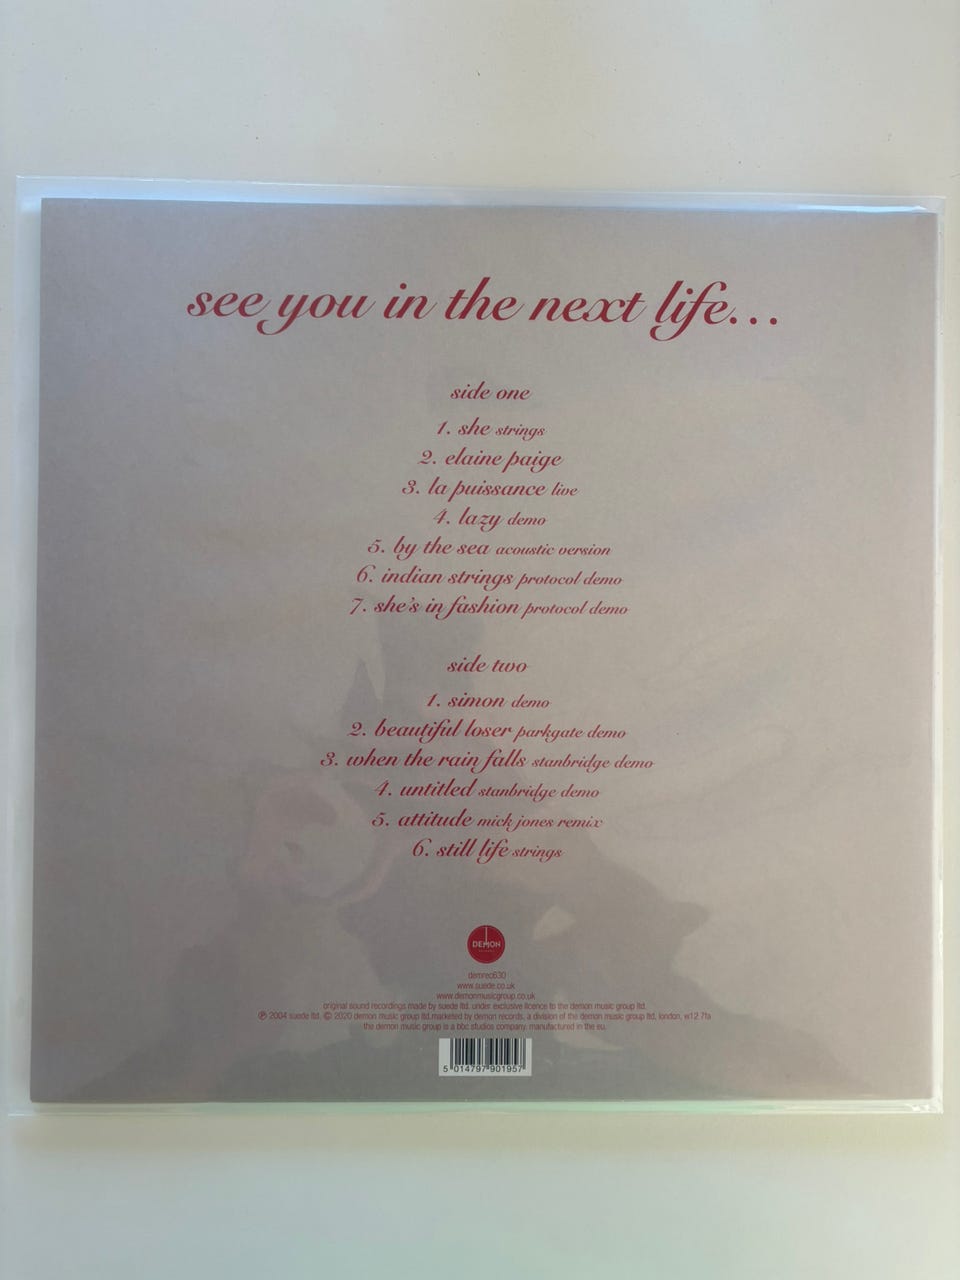 see you in the next life...
side one
1. she strings
2. elaine paige
3. la puissance live
4. lazy demo
5. by the sea acoustic version
6. indian strings protocol demo
7. she's in fashion protocol demo
side two
1. simon demo
2. beautiful loser parkgate demo
3. when the rain falls stanbridge demo
4. untitled stanbridge demo
5. attitude mick jones remix
6. still life strings
DEMON
demrec630
www.suede.co.uk
www.demonmusicgroup.co.uk
original sound recordings made by suede ltd. under exclusive licence to the demon music group ltd.
℗ 2004 suede ltd. © 2020 demon music group ltd.marketed by demon records, a division of the demon music group ltd, london, w12 7fa
the demon music group is a bbc studios company. manufactured in the eu.
5 014797 901957